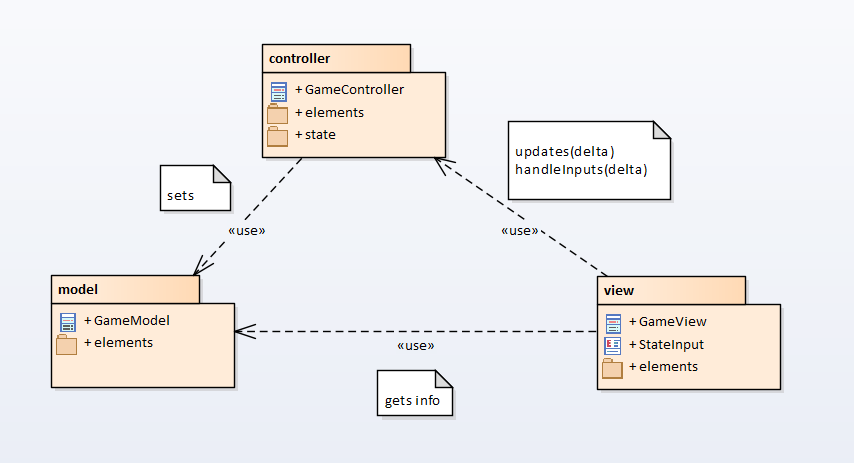 controller
+ GameController
+ elements
+ state
updates(delta)
handleInputs(delta)
sets
«use»
«use»
model
+ GameModel
+ elements
view
+ GameView
+ StateInput
+ elements
«use»
gets info